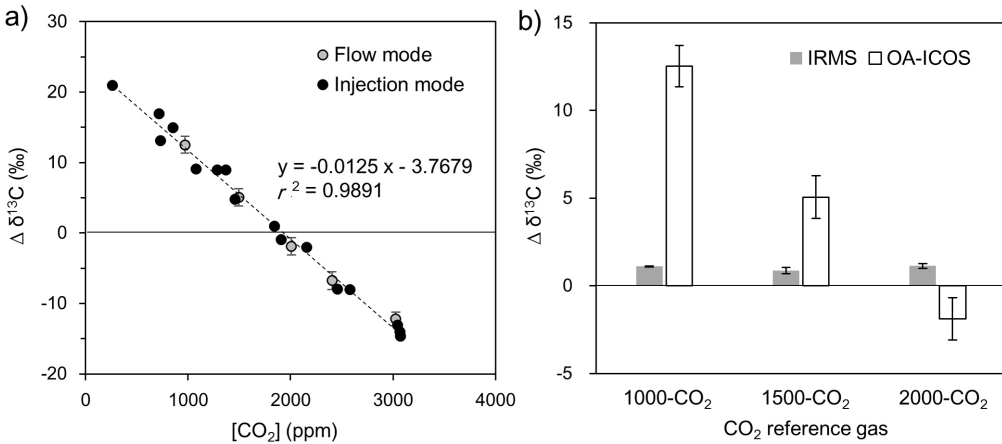 a)
30
20
10
0
-10
-20
Δ δ¹³C (‰)
Flow mode
Injection mode
y = -0.0125 x - 3.7679
r² = 0.9891
0 1000 2000 3000 4000
[CO₂] (ppm)
b)
15
10
5
0
-5
Δ δ¹³C (‰)
IRMS OA-ICOS
1000-CO₂ 1500-CO₂ 2000-CO₂
CO₂ reference gas